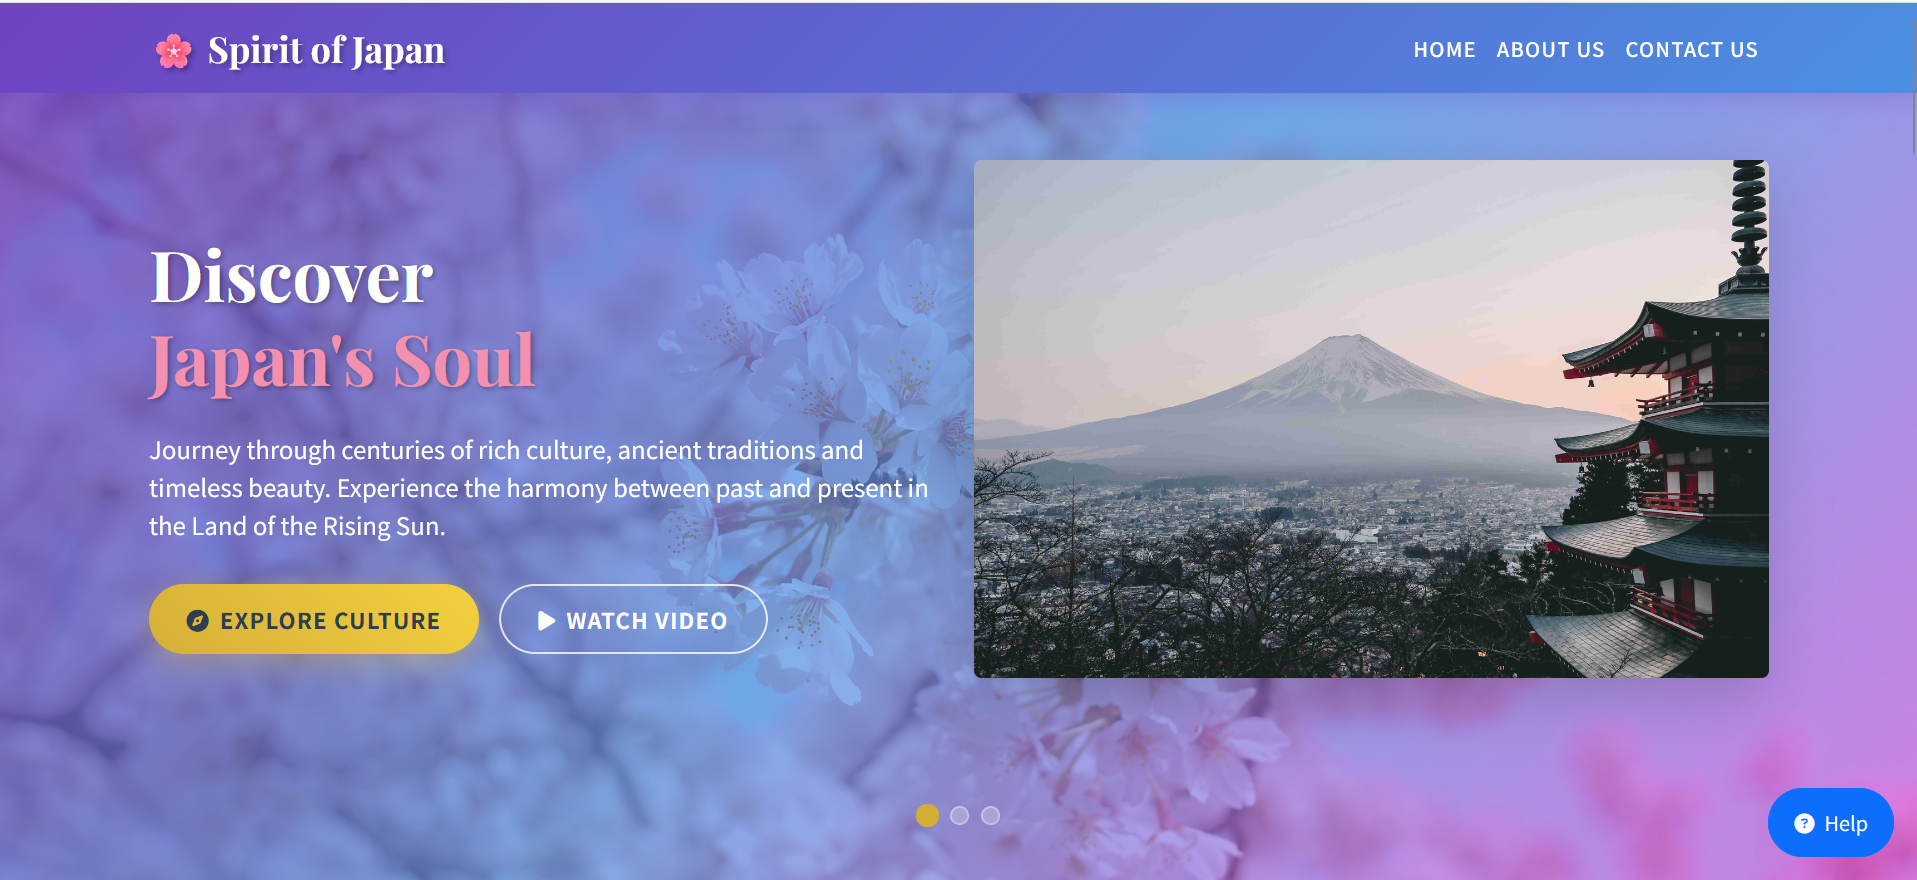 Spirit of Japan
HOME ABOUT US CONTACT US
Discover
Japan's Soul
Journey through centuries of rich culture, ancient traditions and
timeless beauty. Experience the harmony between past and present in
the Land of the Rising Sun.
EXPLORE CULTURE
WATCH VIDEO
? Help